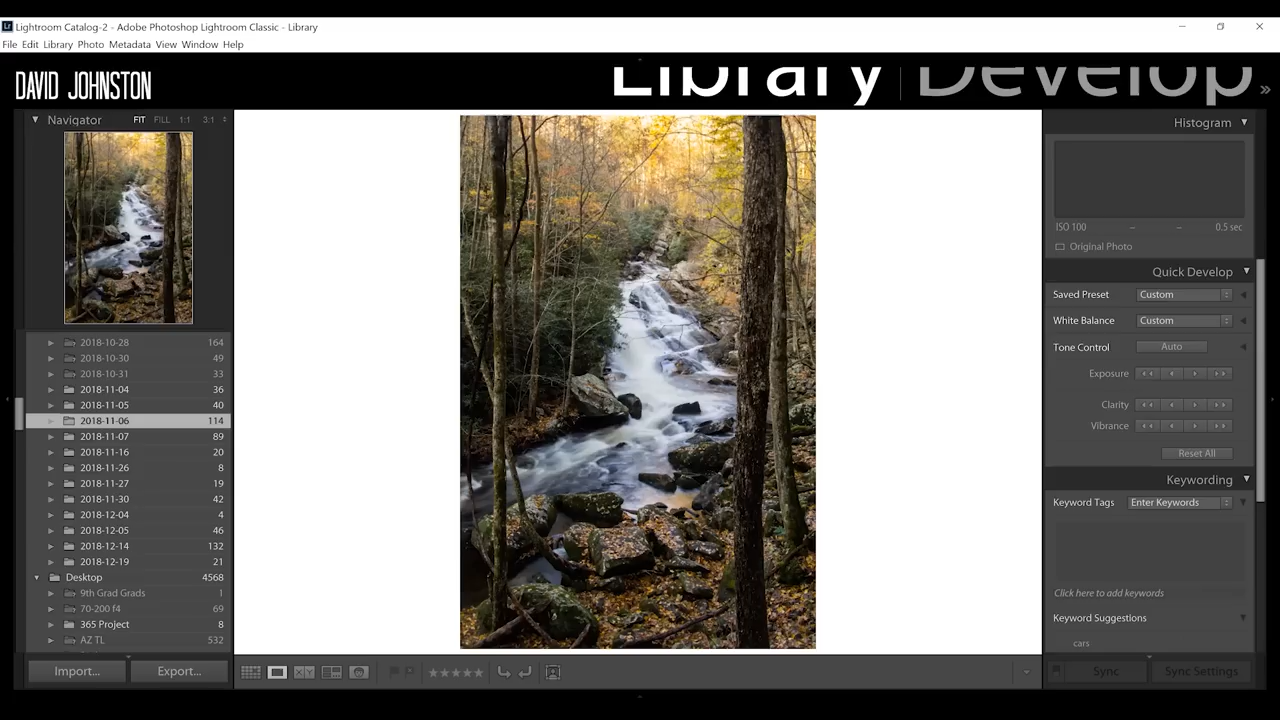 Lightroom Catalog-2 - Adobe Photoshop Lightroom Classic - Library
File Edit Library Photo Metadata View Window Help
DAVID JOHNSTON
Library | Develop
Navigator FIT FILL 1:1 3:1
2018-10-28 164
2018-10-30 49
2018-10-31 33
2018-11-04 36
2018-11-05 40
2018-11-06 114
2018-11-07 89
2018-11-16 20
2018-11-26 8
2018-11-27 19
2018-11-30 42
2018-12-04 4
2018-12-05 46
2018-12-14 132
2018-12-19 21
Desktop 4568
9th Grad Grads 1
70-200 f4 69
365 Project 8
AZ TL 532
Import... Export...
Histogram
ISO 100 – – 0.5 sec
Original Photo
Quick Develop
Saved Preset Custom
White Balance Custom
Tone Control Auto
Exposure
Clarity
Vibrance
Reset All
Keywording
Keyword Tags Enter Keywords
Click here to add keywords
Keyword Suggestions
cars
Sync Sync Settings